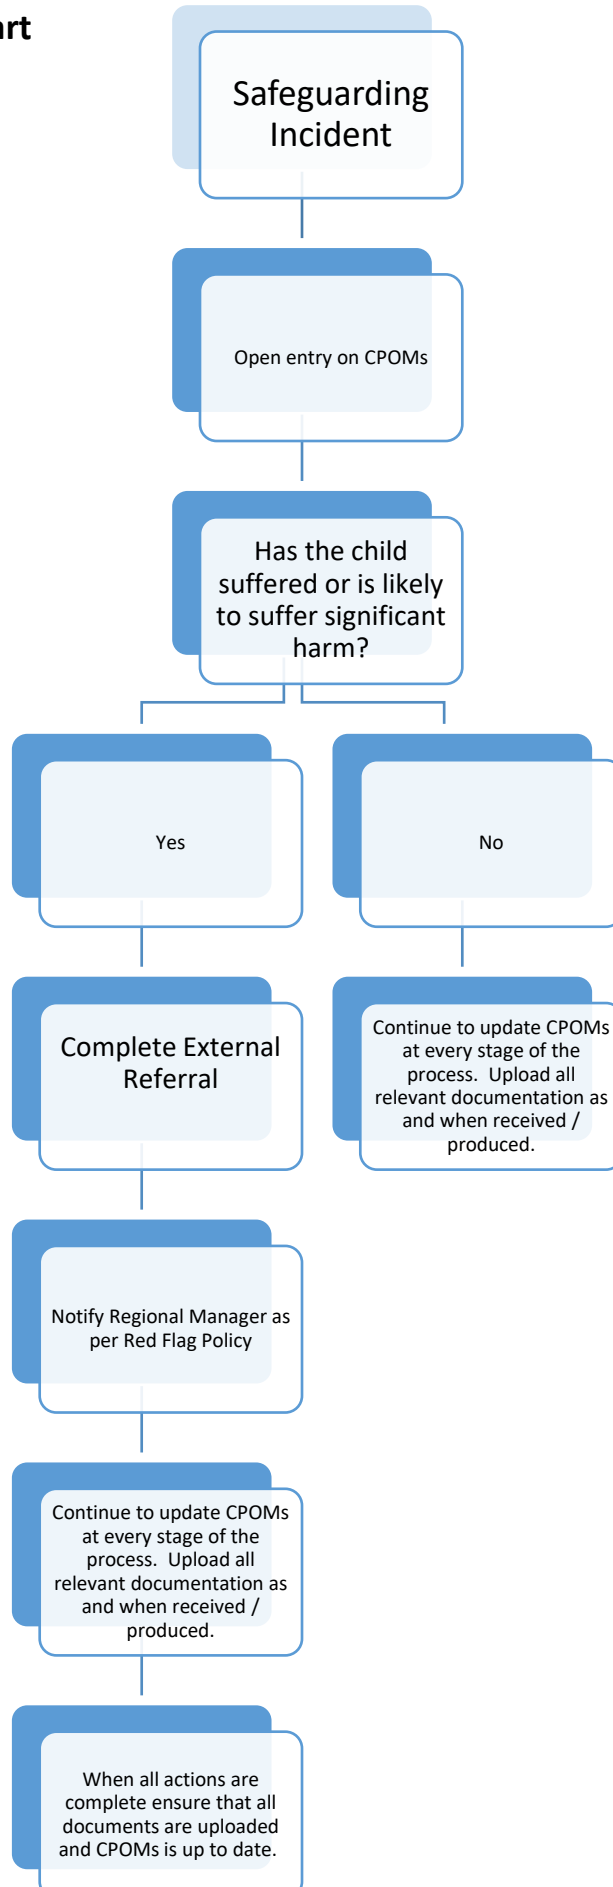 Safeguarding
Incident
Open entry on CPOMs
Has the child
suffered or is likely
to suffer significant
harm?
Yes
No
Complete External
Referral
Continue to update CPOMs
at every stage of the
process.  Upload all
relevant documentation as
and when received /
produced.
Notify Regional Manager as
per Red Flag Policy
Continue to update CPOMs
at every stage of the
process.  Upload all
relevant documentation as
and when received /
produced.
When all actions are
complete ensure that all
documents are uploaded
and CPOMs is up to date.